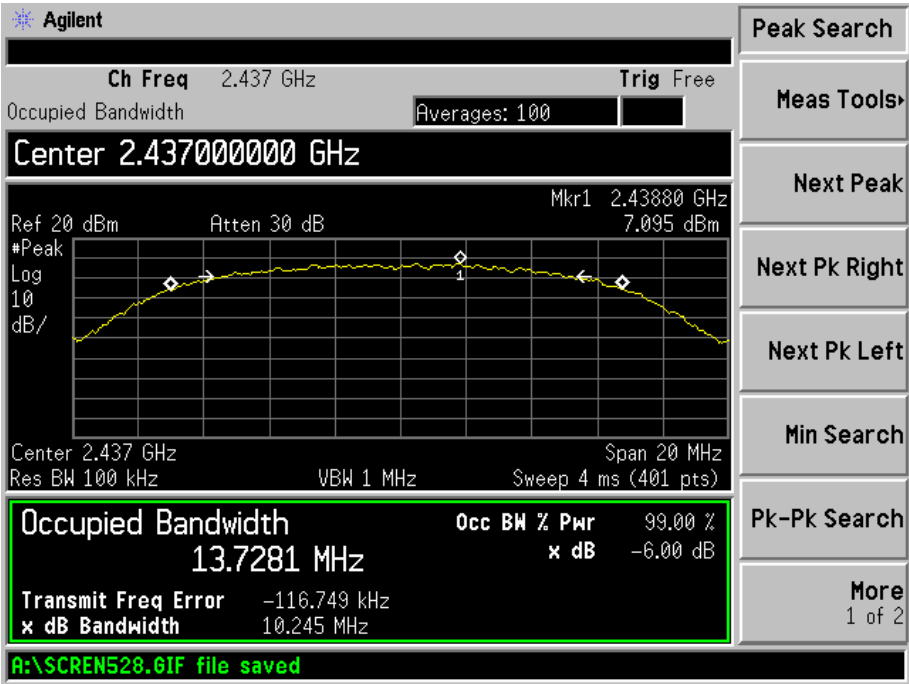 Agilent
Peak Search
Ch Freq 2.437 GHz Trig Free
Occupied Bandwidth Averages: 100
Center 2.437000000 GHz
Mkr1 2.43880 GHz
Ref 20 dBm Atten 30 dB 7.095 dBm
#Peak
Log
10
dB/
1
Center 2.437 GHz Span 20 MHz
Res BW 100 kHz VBW 1 MHz Sweep 4 ms (401 pts)
Occupied Bandwidth Occ BW % Pwr 99.00 %
13.7281 MHz x dB -6.00 dB
Transmit Freq Error -116.749 kHz
x dB Bandwidth 10.245 MHz
A:\SCREN528.GIF file saved
Meas Tools
Next Peak
Next Pk Right
Next Pk Left
Min Search
Pk-Pk Search
More
1 of 2